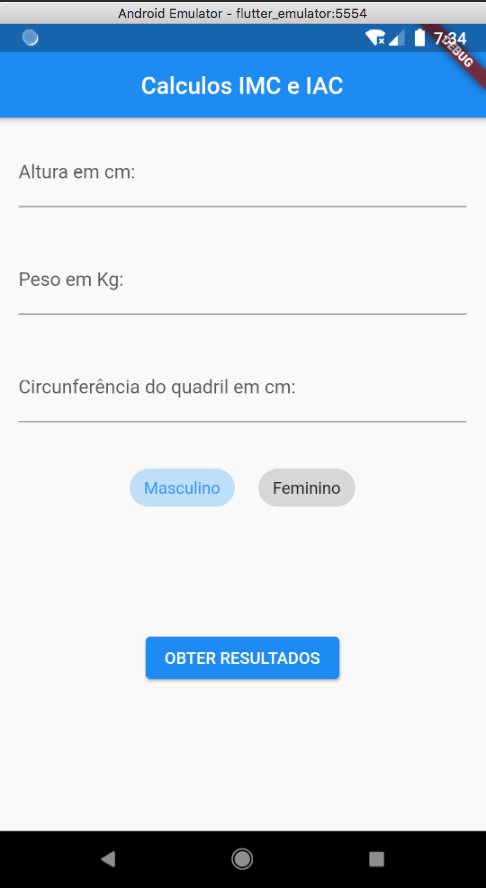 Android Emulator - flutter_emulator:5554
7:34
DEBUG
Calculos IMC e IAC
Altura em cm:
Peso em Kg:
Circunferência do quadril em cm:
Masculino
Feminino
OBTER RESULTADOS